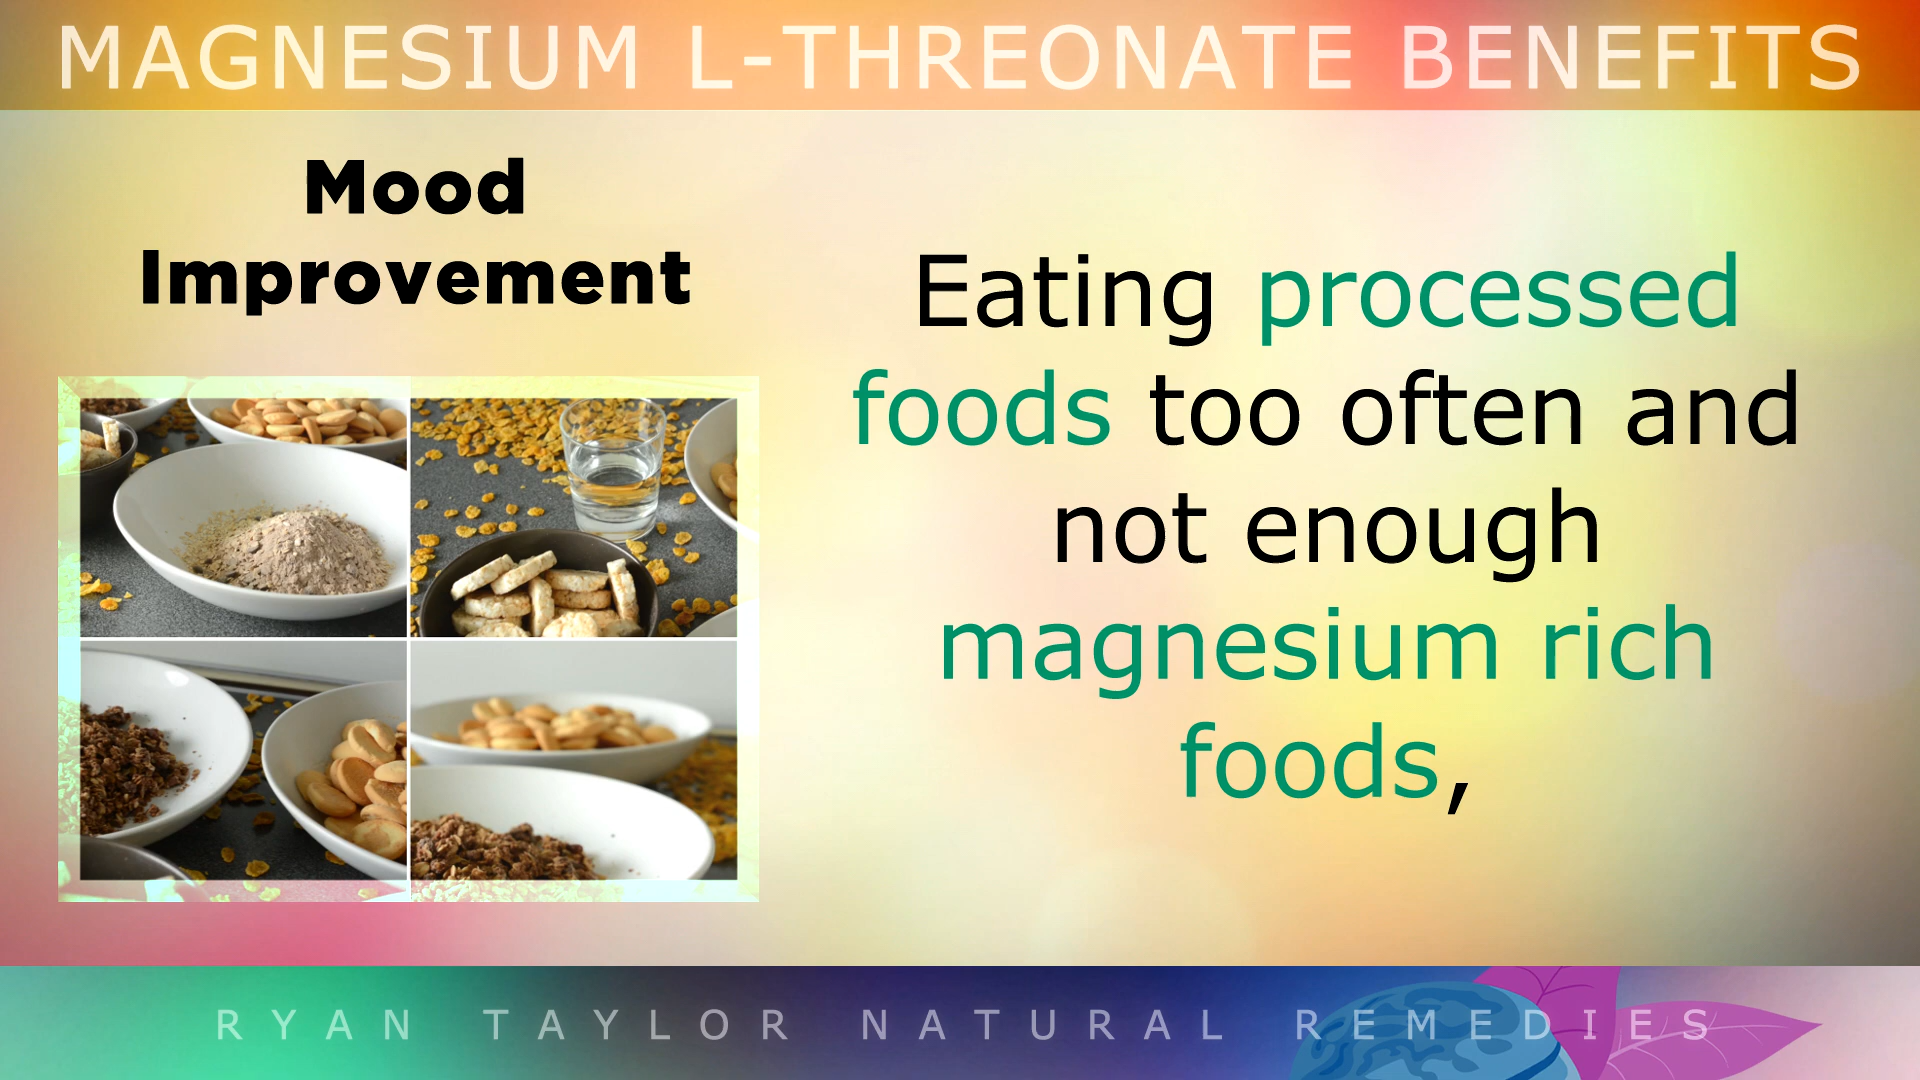 MAGNESIUM L-THREONATE BENEFITS
Mood
Improvement
Eating processed
foods too often and
not enough
magnesium rich
foods,
RYAN TAYLOR NATURAL REMEDIES